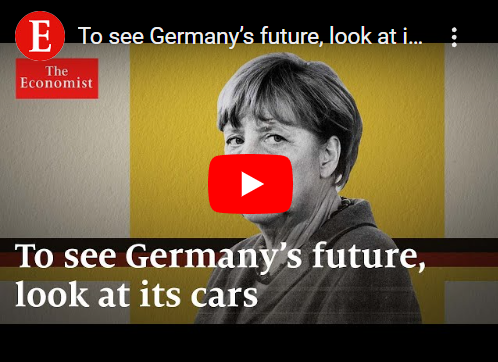 E
To see Germany’s future, look at i...
The
Economist
To see Germany’s future,
look at its cars